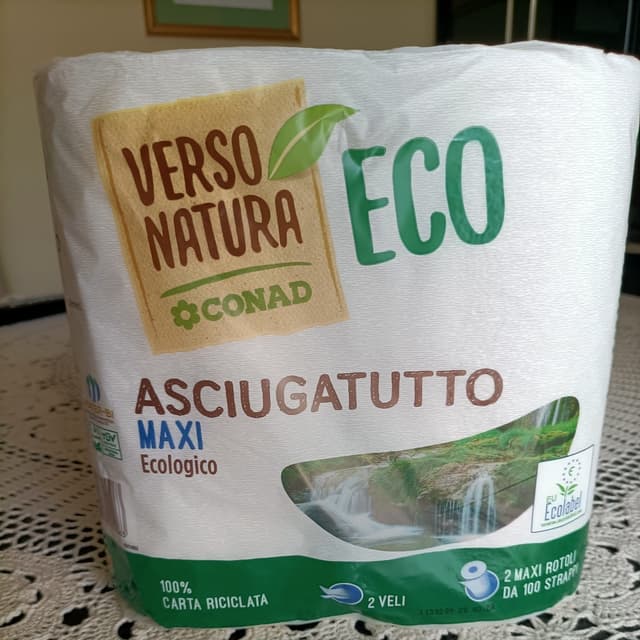 VERSO
NATURA
CONAD
ECO
ASCIUGATUTTO
MAXI
Ecologico
EU
Ecolabel
100%
CARTA RICICLATA
2 VELI
2 MAXI ROTOLI
DA 100 STRAPPI